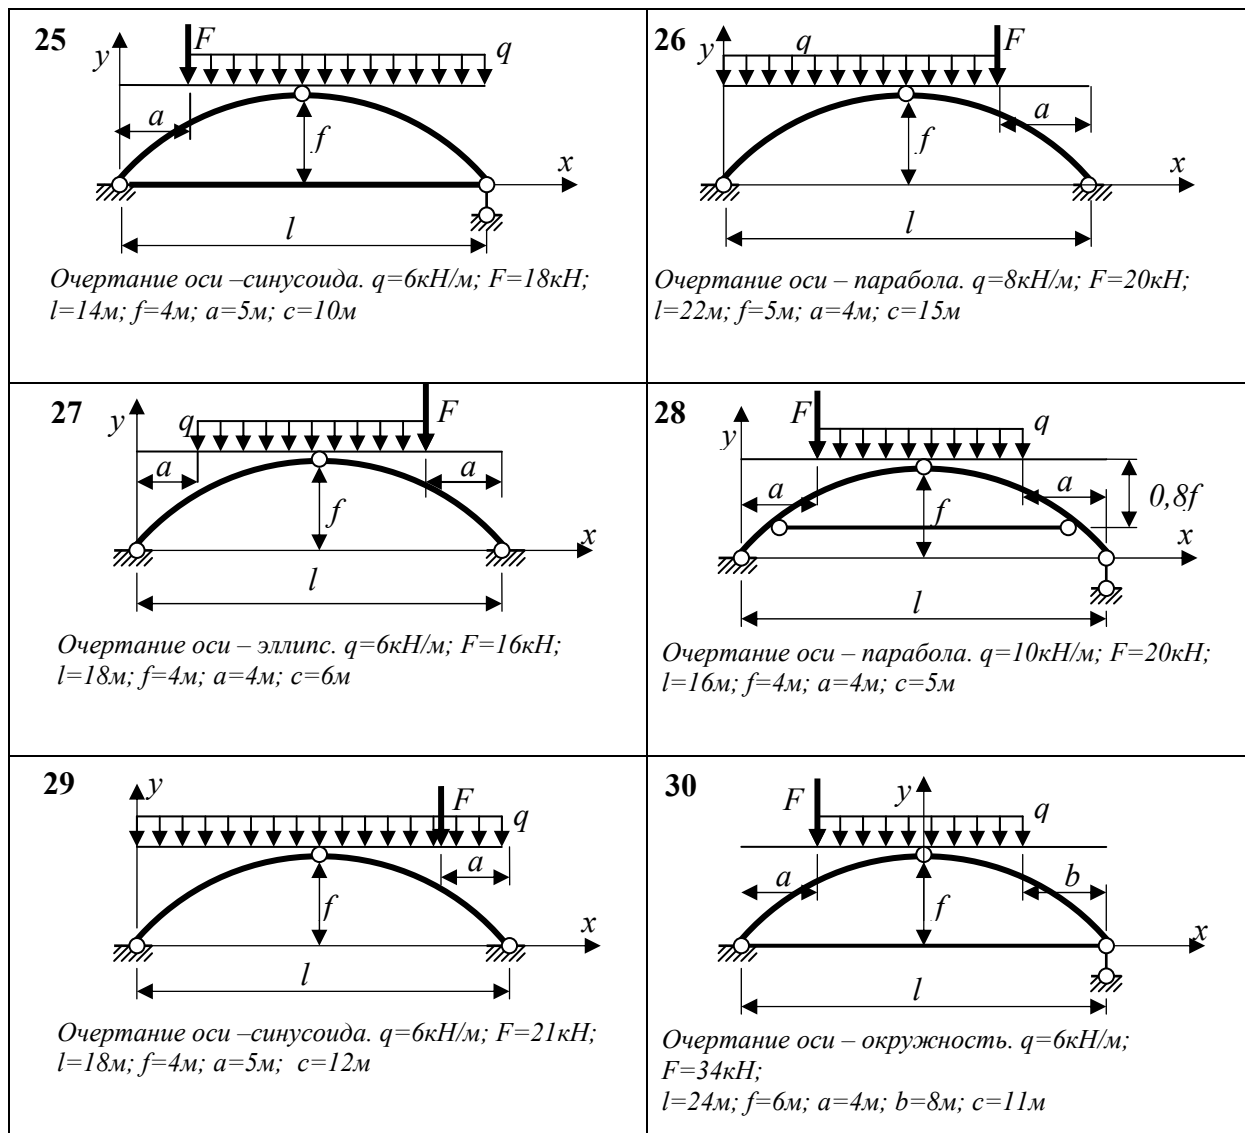 25
y
F
q
a
f
x
l
Очертание оси –синусоида. q=6кН/м; F=18кН;
l=14м; f=4м; a=5м; c=10м
26
y
q
F
a
f
x
l
Очертание оси – парабола. q=8кН/м; F=20кН;
l=22м; f=5м; a=4м; c=15м
27
y
q
F
a
a
f
x
l
Очертание оси – эллипс. q=6кН/м; F=16кН;
l=18м; f=4м; a=4м; c=6м
28
F
q
y
a
a
0,8f
f
x
l
Очертание оси – парабола. q=10кН/м; F=20кН;
l=16м; f=4м; a=4м; c=5м
29
y
F
q
a
f
x
l
Очертание оси –синусоида. q=6кН/м; F=21кН;
l=18м; f=4м; a=5м; c=12м
30
F
y
q
a
b
f
x
l
Очертание оси – окружность. q=6кН/м;
F=34кН;
l=24м; f=6м; a=4м; b=8м; c=11м